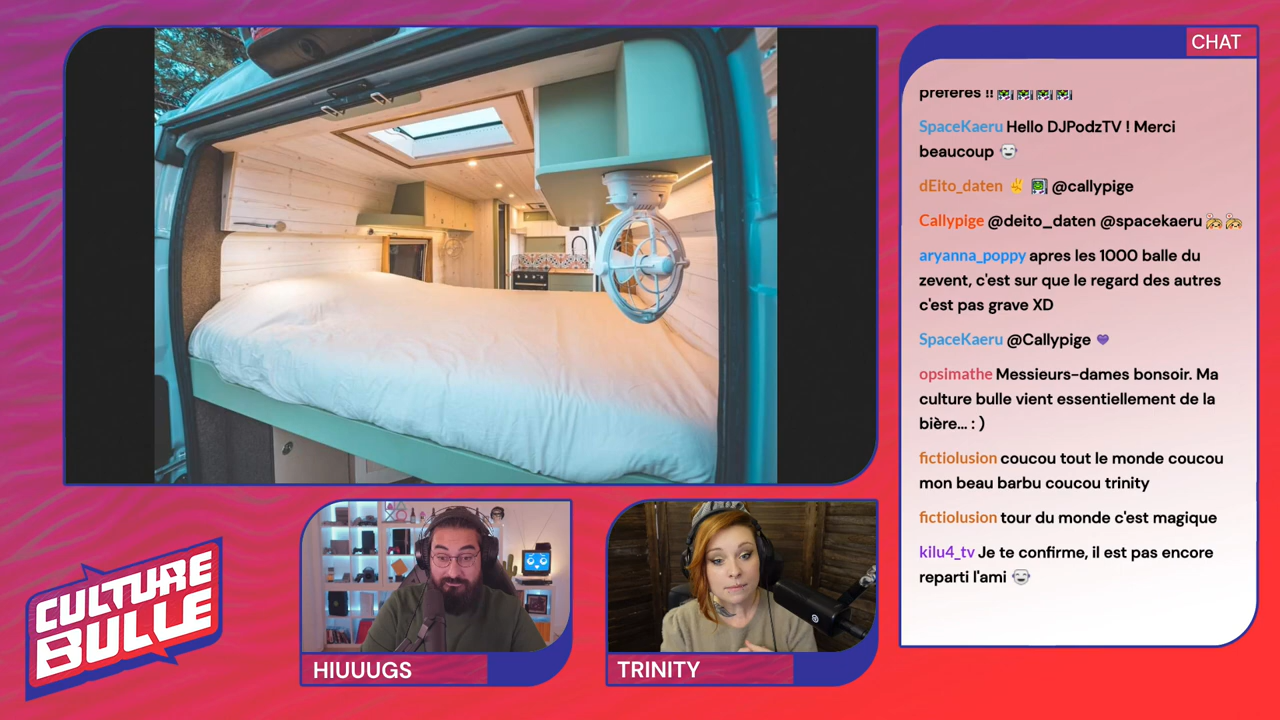 CHAT
préférés !!
SpaceKaeru Hello DJPodzTV ! Merci
beaucoup
dEito_daten @callypige
Callypige @deito_daten @spacekaeru
aryanna_poppy apres les 1000 balle du
zevent, c'est sur que le regard des autres
c'est pas grave XD
SpaceKaeru @Callypige
opsimathe Messieurs-dames bonsoir. Ma
culture bulle vient essentiellement de la
bière... : )
fictiolusion coucou tout le monde coucou
mon beau barbu coucou trinity
fictiolusion tour du monde c'est magique
kilu4_tv Je te confirme, il est pas encore
reparti l'ami
CULTURE
BULLE
HIUUUGS
TRINITY